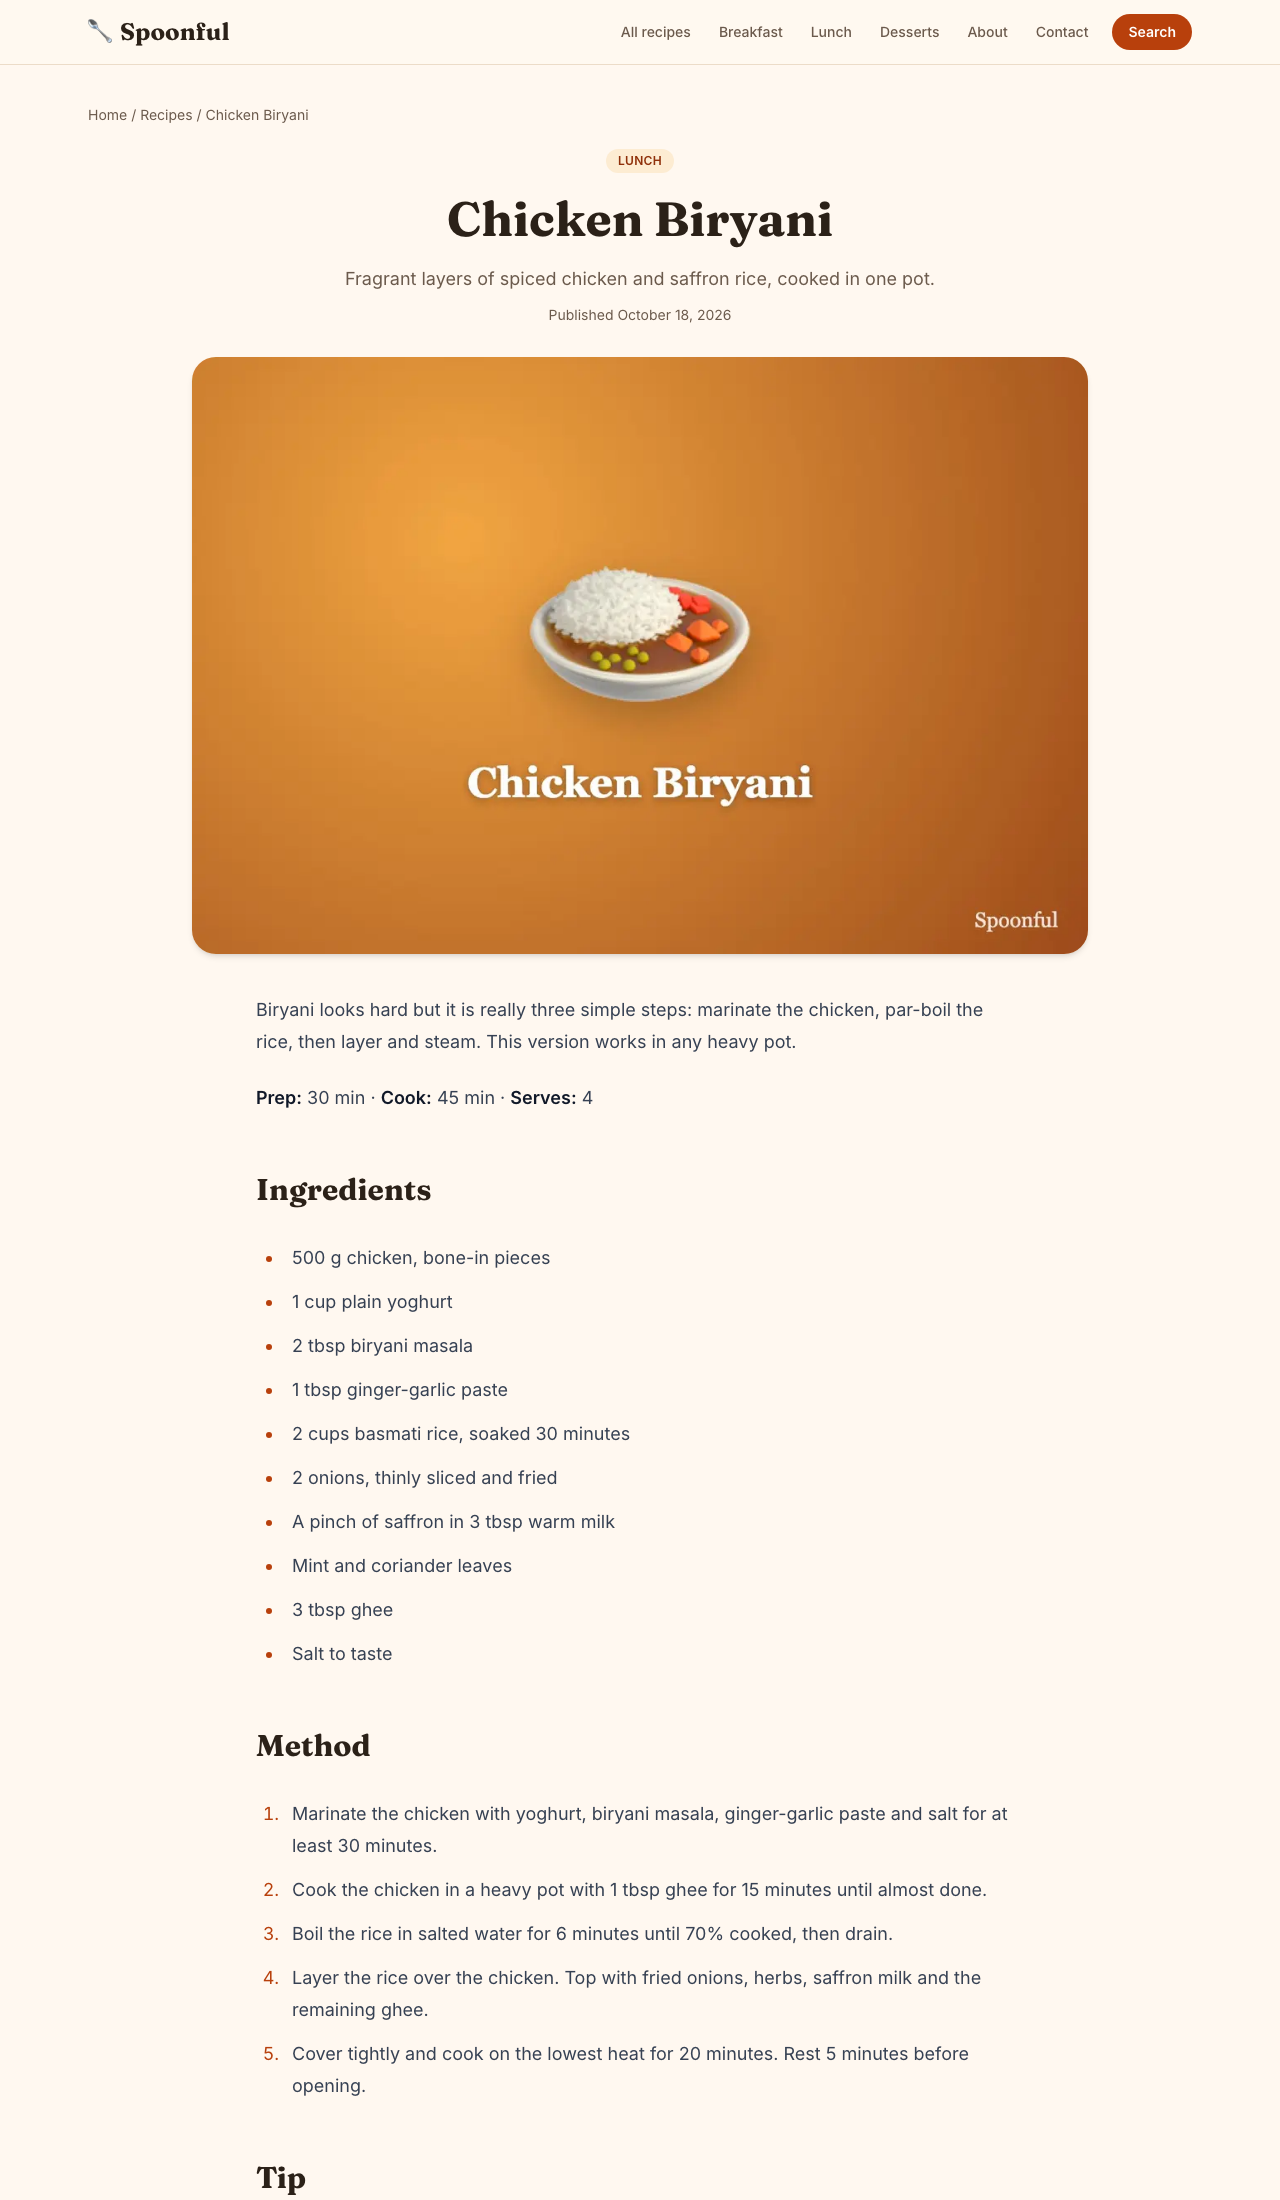 Spoonful
All recipes Breakfast Lunch Desserts About Contact Search
Home / Recipes / Chicken Biryani
LUNCH
Chicken Biryani
Fragrant layers of spiced chicken and saffron rice, cooked in one pot.
Published October 18, 2026
Chicken Biryani
Spoonful
Biryani looks hard but it is really three simple steps: marinate the chicken, par-boil the
rice, then layer and steam. This version works in any heavy pot.
Prep: 30 min · Cook: 45 min · Serves: 4
Ingredients
• 500 g chicken, bone-in pieces
• 1 cup plain yoghurt
• 2 tbsp biryani masala
• 1 tbsp ginger-garlic paste
• 2 cups basmati rice, soaked 30 minutes
• 2 onions, thinly sliced and fried
• A pinch of saffron in 3 tbsp warm milk
• Mint and coriander leaves
• 3 tbsp ghee
• Salt to taste
Method
1. Marinate the chicken with yoghurt, biryani masala, ginger-garlic paste and salt for at
least 30 minutes.
2. Cook the chicken in a heavy pot with 1 tbsp ghee for 15 minutes until almost done.
3. Boil the rice in salted water for 6 minutes until 70% cooked, then drain.
4. Layer the rice over the chicken. Top with fried onions, herbs, saffron milk and the
remaining ghee.
5. Cover tightly and cook on the lowest heat for 20 minutes. Rest 5 minutes before
opening.
Tip